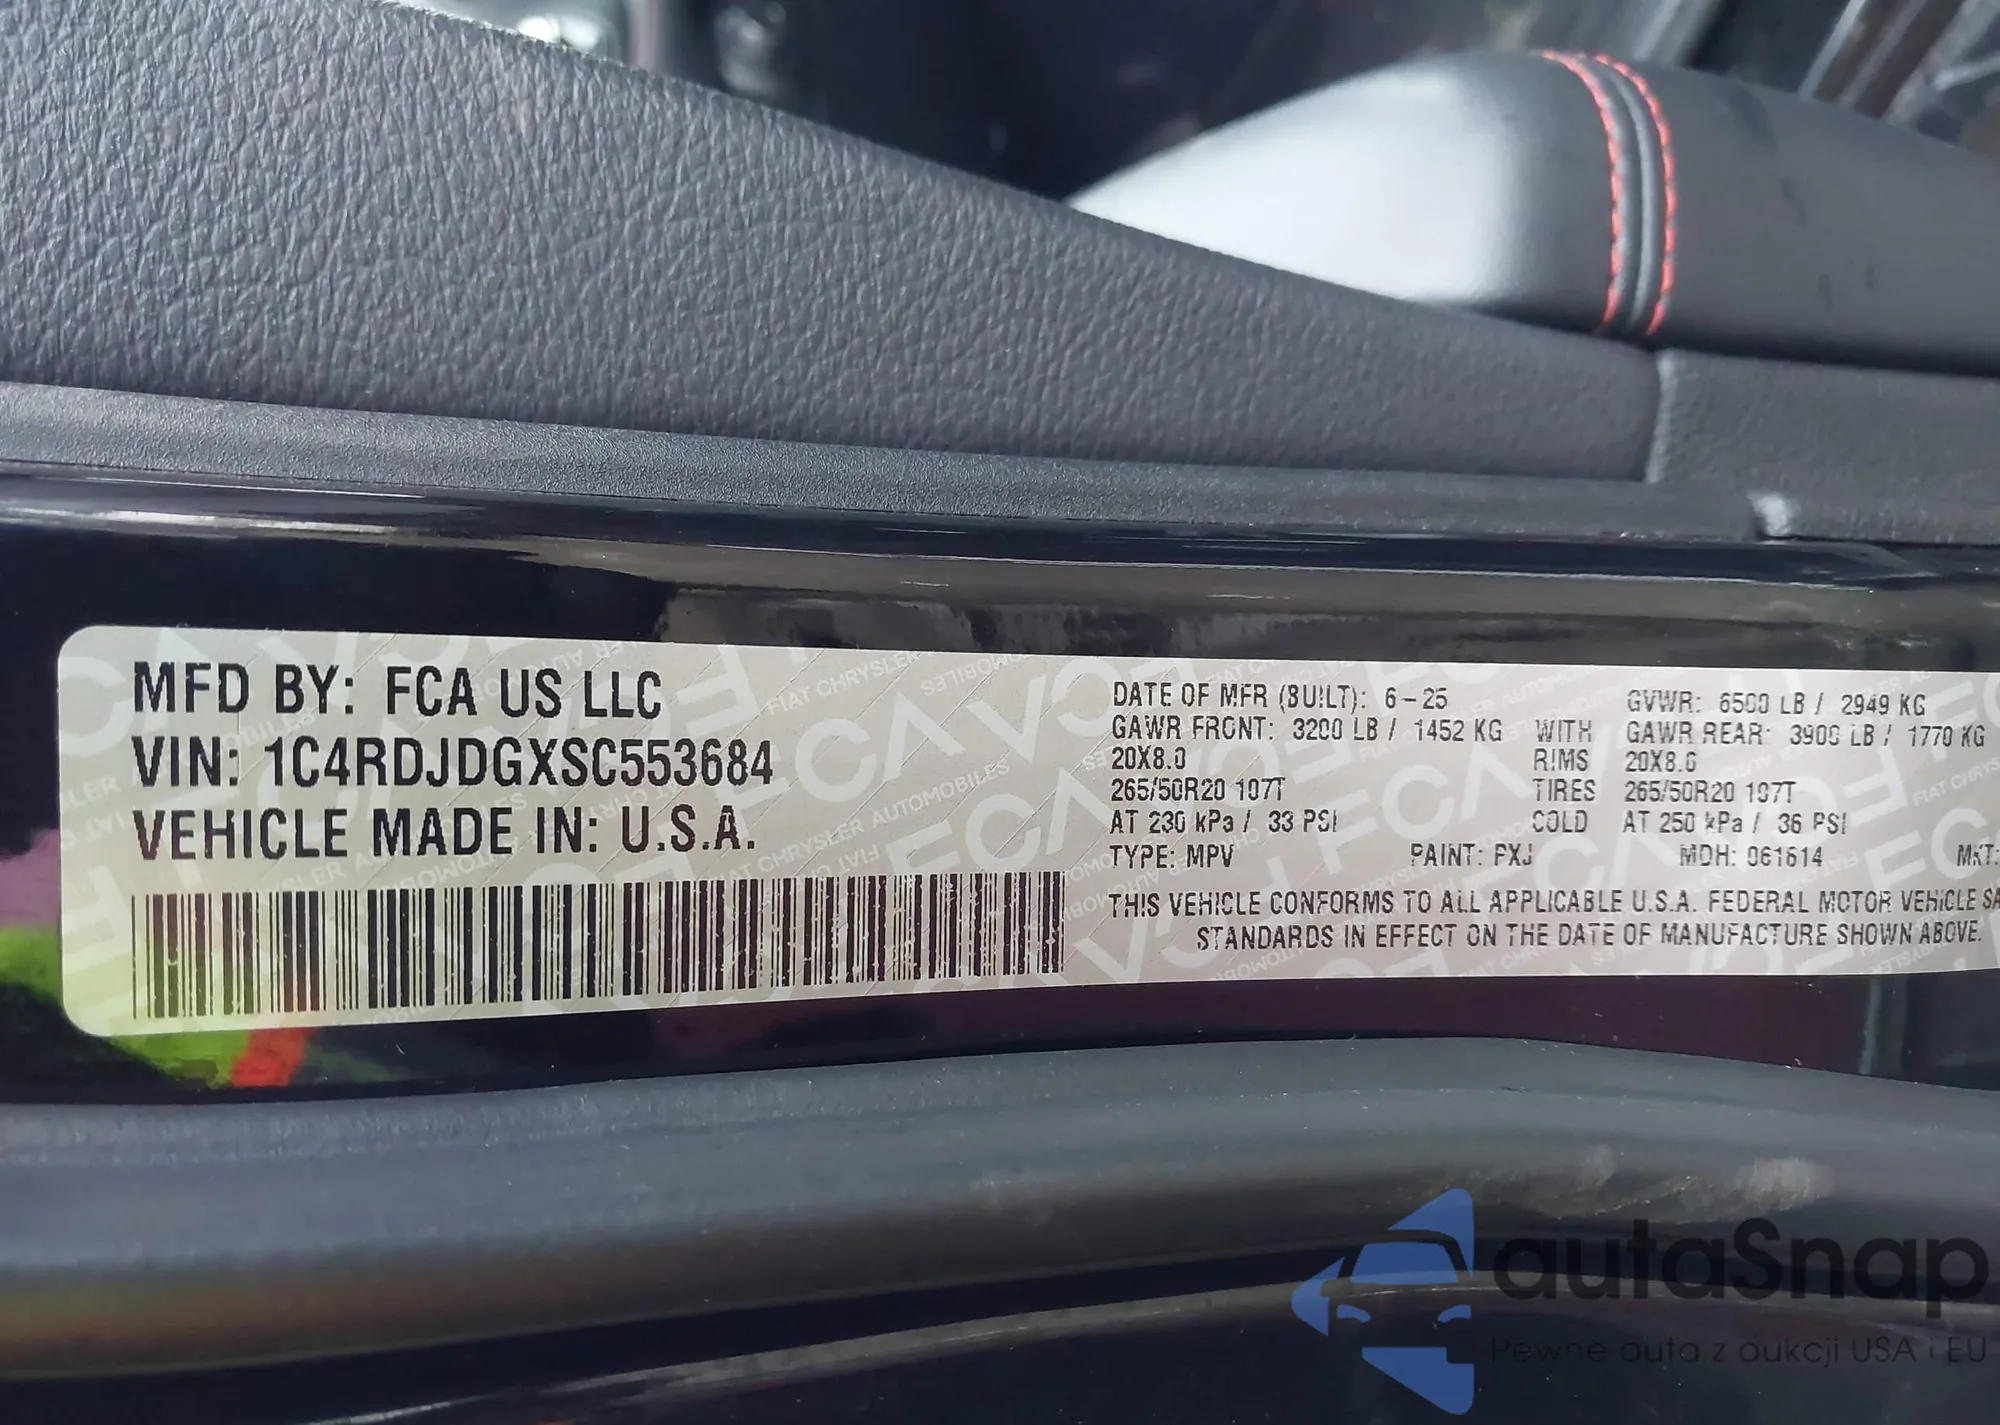 MFD BY: FCA US LLC
VIN: 1C4RDJDGXSC553684
VEHICLE MADE IN: U.S.A.
DATE OF MFR (BUILT): 6-25 GVWR: 6500 LB / 2949 KG
GAWR FRONT: 3200 LB / 1452 KG WITH GAWR REAR: 3900 LB / 1770 KG
20X8.0 RIMS 20X8.0
265/50R20 107T TIRES 265/50R20 107T
AT 230 kPa / 33 PSI COLD AT 250 kPa / 36 PSI
TYPE: MPV PAINT: PXJ MDH: 061614 MKT:
THIS VEHICLE CONFORMS TO ALL APPLICABLE U.S.A. FEDERAL MOTOR VEHICLE SA
STANDARDS IN EFFECT ON THE DATE OF MANUFACTURE SHOWN ABOVE.
autaSnap
Pewne auta z aukcji USA i EU